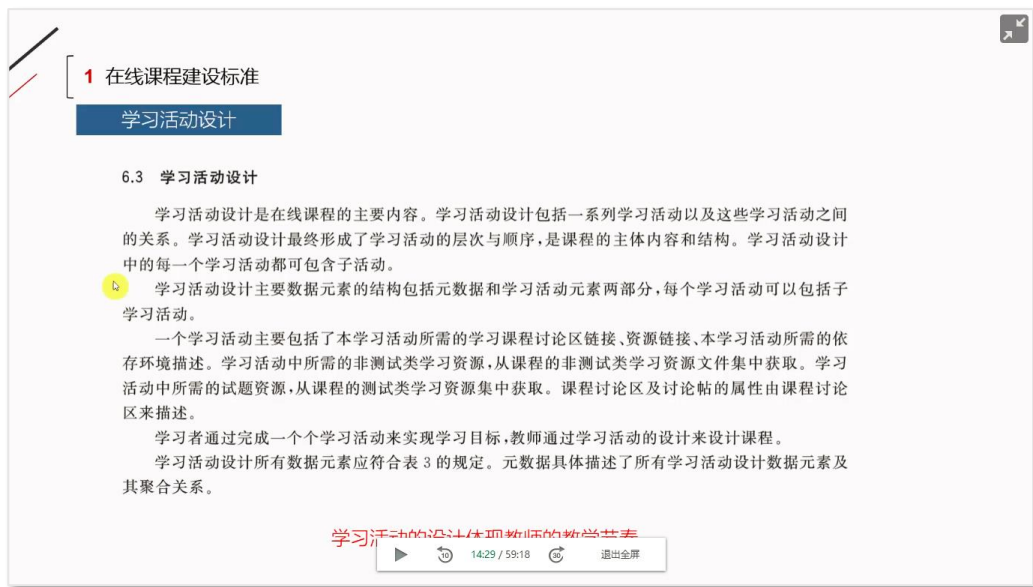 1 在线课程建设标准
学习活动设计
6.3 学习活动设计
学习活动设计是在线课程的主要内容。学习活动设计包括一系列学习活动以及这些学习活动之间
的关系。学习活动设计最终形成了学习活动的层次与顺序,是课程的主体内容和结构。学习活动设计
中的每一个学习活动都可包含子活动。
学习活动设计主要数据元素的结构包括元数据和学习活动元素两部分,每个学习活动可以包括子
学习活动。
一个学习活动主要包括了本学习活动所需的学习课程讨论区链接、资源链接、本学习活动所需的依
存环境描述。学习活动中所需的非测试类学习资源,从课程的非测试类学习资源文件集中获取。学习
活动中所需的试题资源,从课程的测试类学习资源集中获取。课程讨论区及讨论帖的属性由课程讨论
区来描述。
学习者通过完成一个个学习活动来实现学习目标,教师通过学习活动的设计来设计课程。
学习活动设计所有数据元素应符合表 3 的规定。元数据具体描述了所有学习活动设计数据元素及
其聚合关系。
学习活动的设计体现教师的教学节奏
10 14:29 / 59:18 30 退出全屏